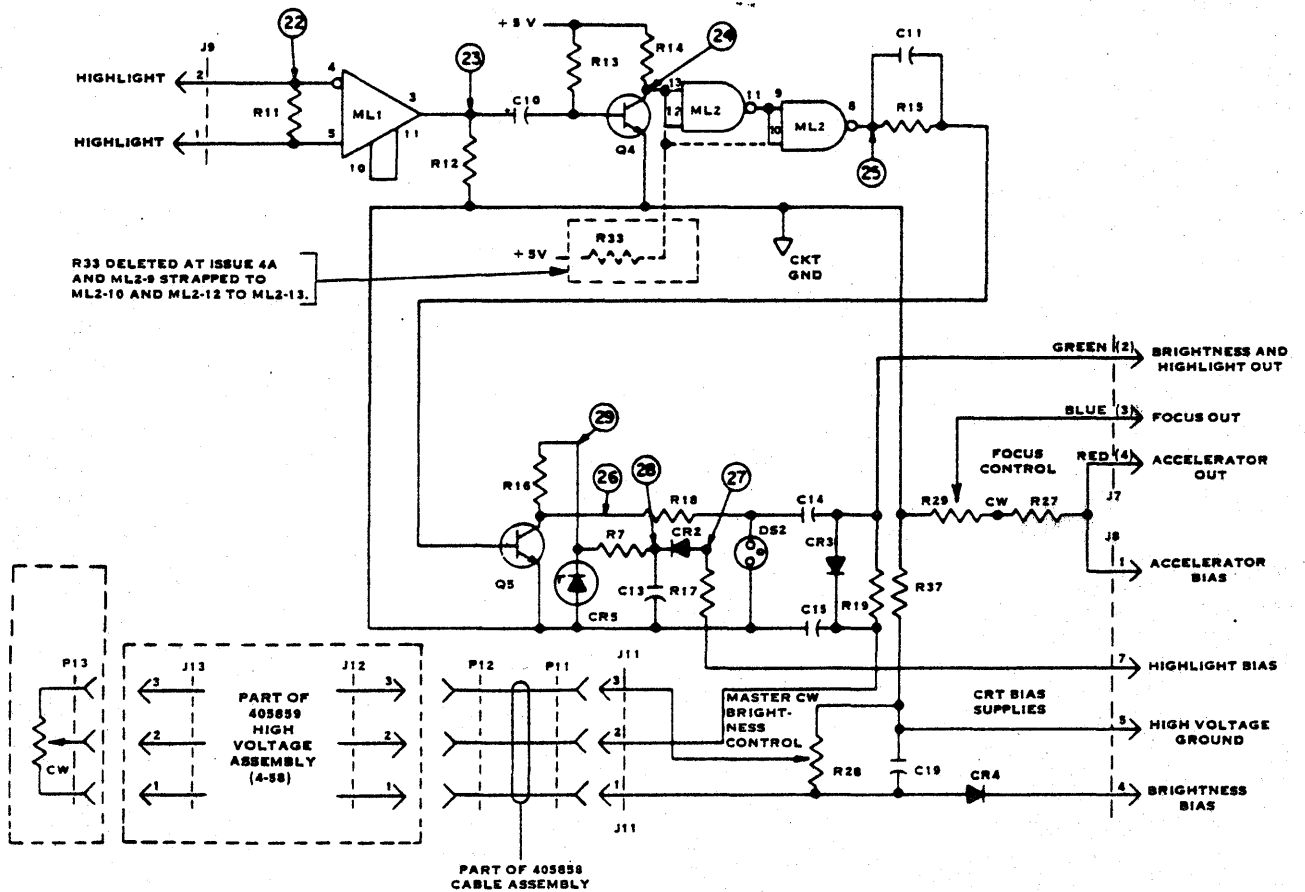 +5 V
22
23
24
J9
HIGHLIGHT
2
4
R11
ML1
3
11
10
HIGHLIGHT
1
5
R12
C10
R13
R14
Q4
13
12
ML2
11
9
10
ML2
8
25
C11
R15
+5V
R33
CKT
GND
R33 DELETED AT ISSUE 4A
AND ML2-9 STRAPPED TO
ML2-10 AND ML2-12 TO ML2-13.
GREEN (2)
BRIGHTNESS AND
HIGHLIGHT OUT
BLUE (3)
FOCUS OUT
FOCUS
CONTROL
RED (4)
ACCELERATOR
OUT
J7
R29
CW
R27
J8
1
ACCELERATOR
BIAS
29
26
28
27
R16
R18
C14
R7
CR2
DS2
CR3
Q5
C13
R17
CR5
C15
R19
R37
7
HIGHLIGHT BIAS
P13
CW
J13
3
2
1
PART OF
405859
HIGH
VOLTAGE
ASSEMBLY
(4-58)
J12
3
2
1
P12
P11
J11
3
2
1
J11
MASTER CW
BRIGHT-
NESS
CONTROL
R28
CRT BIAS
SUPPLIES
5
HIGH VOLTAGE
GROUND
C19
CR4
4
BRIGHTNESS
BIAS
PART OF 405858
CABLE ASSEMBLY